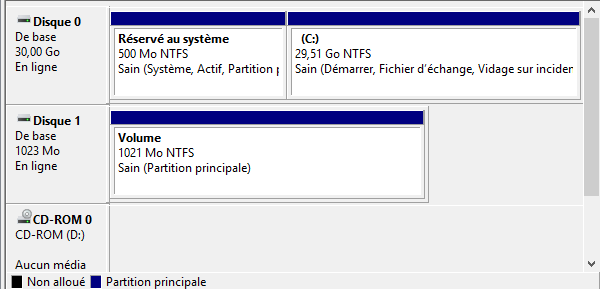 Disque 0
De base
30,00 Go
En ligne
Réservé au système
500 Mo NTFS
Sain (Système, Actif, Partition p
(C:)
29,51 Go NTFS
Sain (Démarrer, Fichier d'échange, Vidage sur inciden
Disque 1
De base
1023 Mo
En ligne
Volume
1021 Mo NTFS
Sain (Partition principale)
CD-ROM 0
CD-ROM (D:)
Aucun média
Non alloué Partition principale